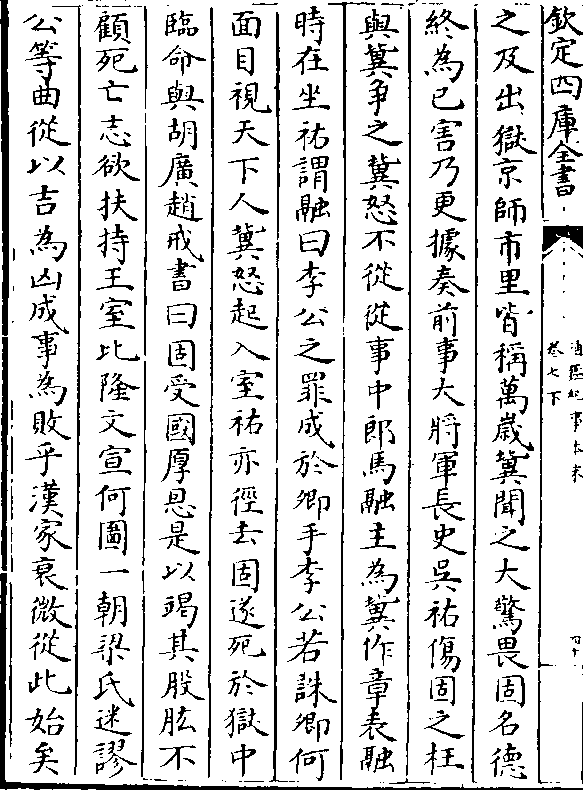 欽定四庫全書
通鑑紀事本末
卷七下
四十
之及出獄京師市里皆稱萬歲冀聞之大驚畏固名德
終為己害乃更據奏前事大將軍長史吳祐傷固之枉
與冀争之冀怒不從從事中郎馬融主為冀作章表融
時在坐祐謂融曰李公之罪成於卿手李公若誅卿何
面目視天下人冀怒起入室祐亦徑去固遂死於獄中
臨命與胡廣趙戒書曰固受國厚恩是以竭其股肱不
顧死亡志欲扶持王室比隆文宣何圖一朝梁氏迷謬
公等曲從以吉為凶成事為敗乎漢家衰微從此始矣